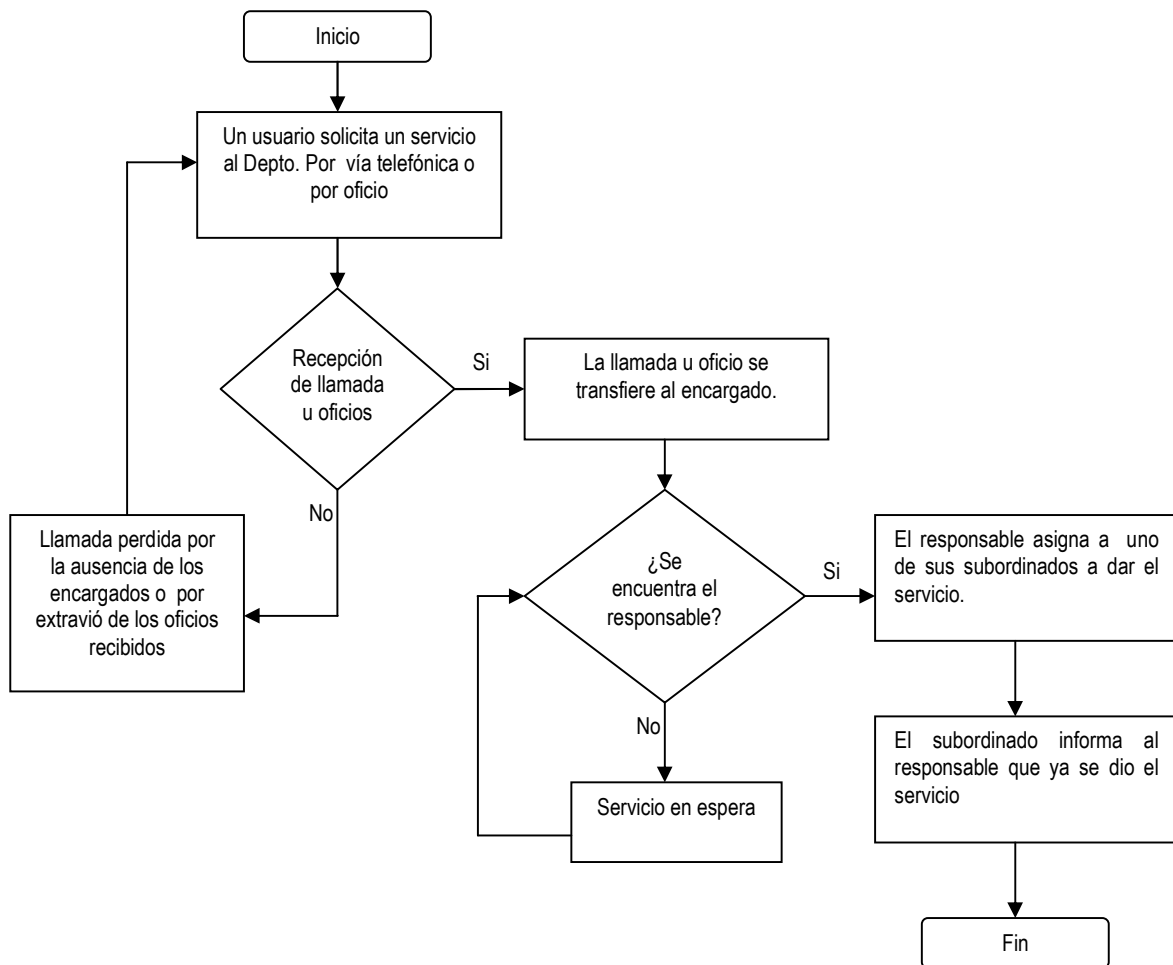 Inicio
Un usuario solicita un servicio
al Depto. Por vía telefónica o
por oficio
Recepción
de llamada
u oficios
Si
La llamada u oficio se
transfiere al encargado.
No
Llamada perdida por
la ausencia de los
encargados o por
extravió de los oficios
recibidos
¿Se
encuentra el
responsable?
Si
El responsable asigna a uno
de sus subordinados a dar el
servicio.
No
Servicio en espera
El subordinado informa al
responsable que ya se dio el
servicio
Fin